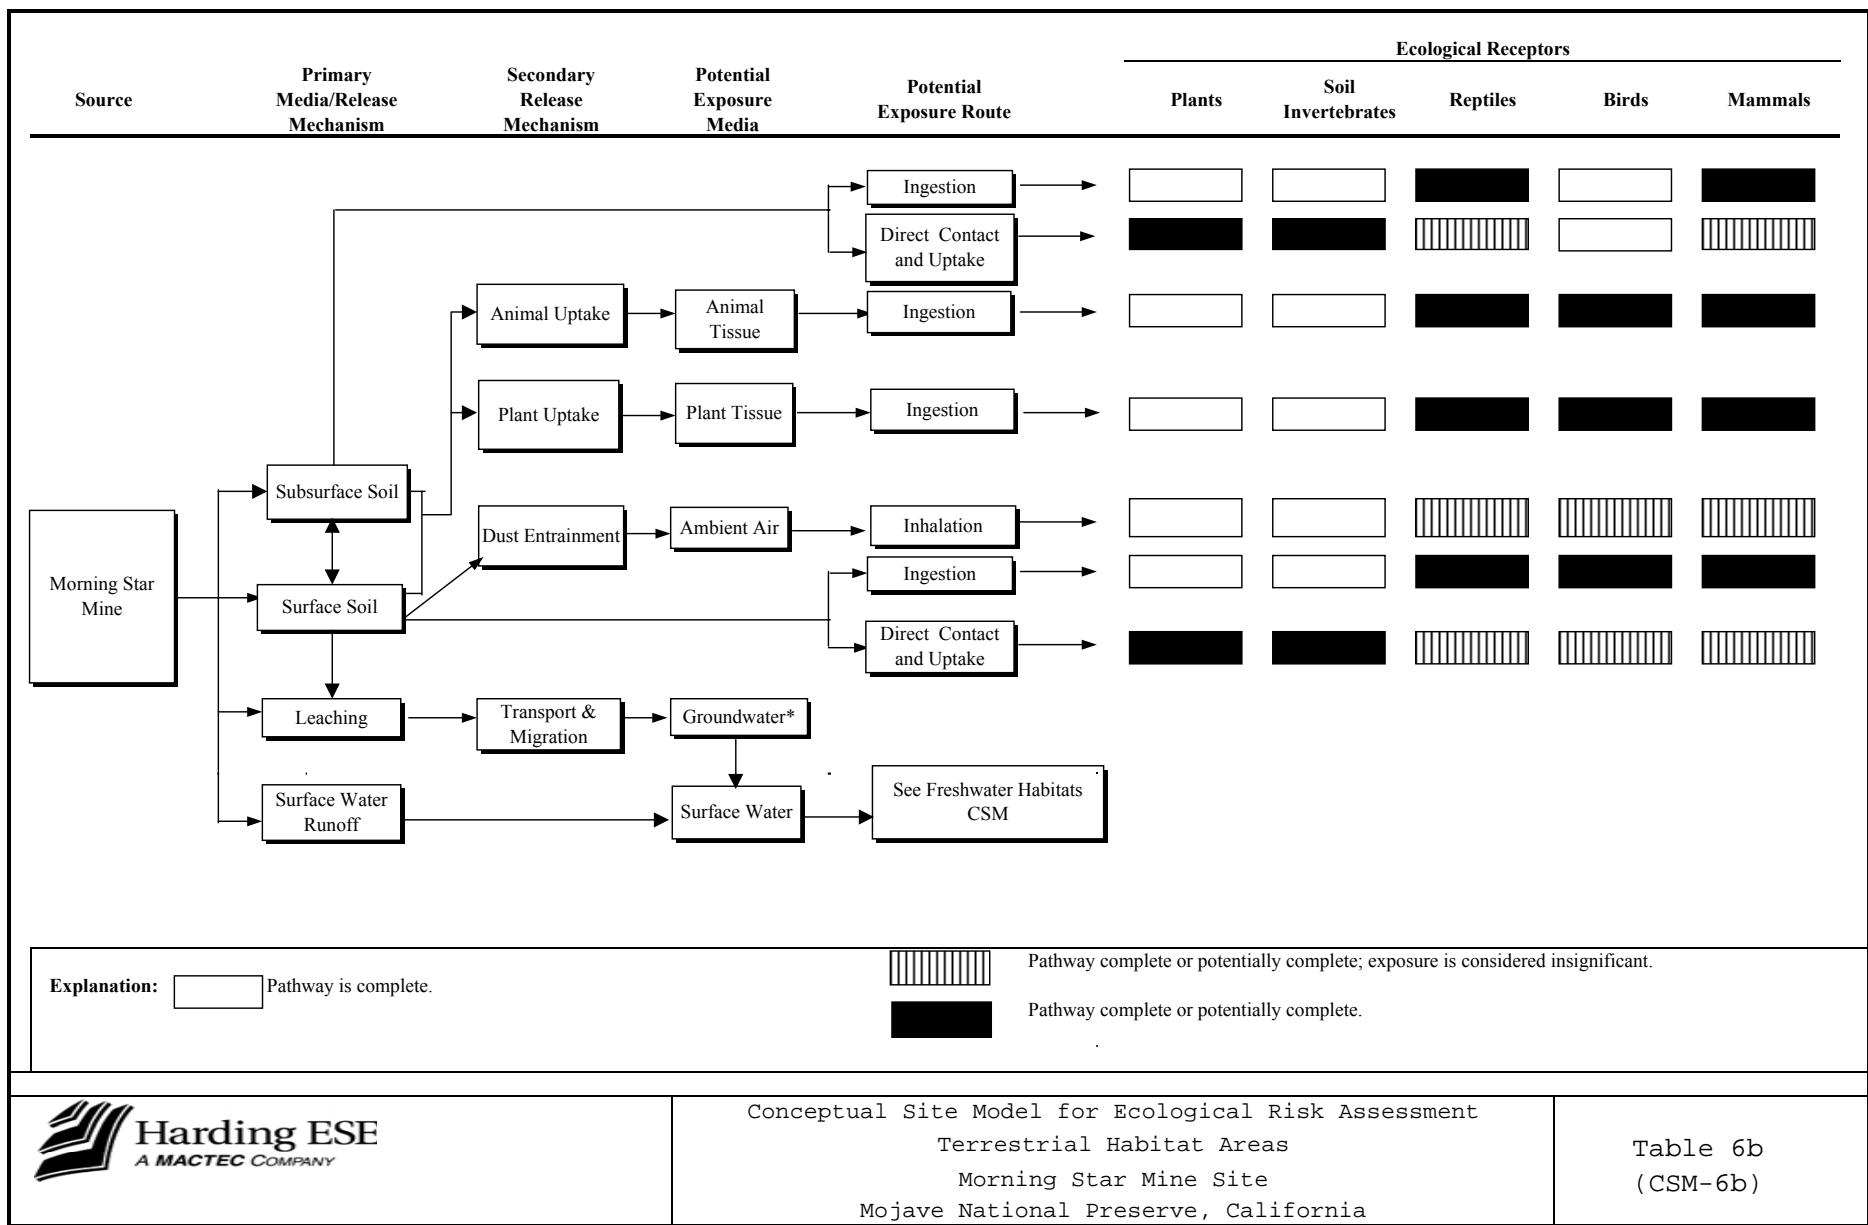 Ecological Receptors
Source
Primary
Media/Release
Mechanism
Secondary
Release
Mechanism
Potential
Exposure
Media
Potential
Exposure Route
Plants
Soil
Invertebrates
Reptiles
Birds
Mammals
Ingestion
Direct Contact
and Uptake
Animal Uptake
Animal
Tissue
Ingestion
Plant Uptake
Plant Tissue
Ingestion
Subsurface Soil
Dust Entrainment
Ambient Air
Inhalation
Ingestion
Morning Star
Mine
Surface Soil
Direct Contact
and Uptake
Leaching
Transport &
Migration
Groundwater*
Surface Water
Runoff
Surface Water
See Freshwater Habitats
CSM
Explanation:
Pathway is complete.
Pathway complete or potentially complete; exposure is considered insignificant.
Pathway complete or potentially complete.
Harding ESE
A MACTEC COMPANY
Conceptual Site Model for Ecological Risk Assessment
Terrestrial Habitat Areas
Morning Star Mine Site
Mojave National Preserve, California
Table 6b
(CSM-6b)